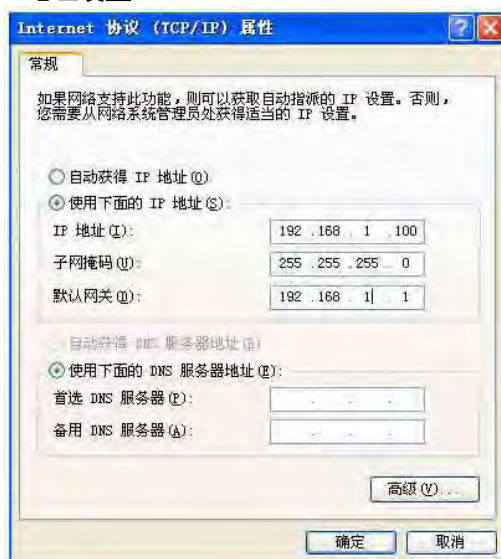 Internet 协议 (TCP/IP) 属性
常规
如果网络支持此功能，则可以获取自动指派的 IP 设置。否则，
您需要从网络系统管理员处获得适当的 IP 设置。
自动获得 IP 地址(O)
使用下面的 IP 地址(S):
IP 地址(I): 192 .168 . 1 .100
子网掩码(U): 255 .255 .255 . 0
默认网关(D): 192 .168 . 1 . 1
自动获得 DNS 服务器地址(B)
使用下面的 DNS 服务器地址(E):
首选 DNS 服务器(P): . . .
备用 DNS 服务器(A): . . .
高级(V)...
确定 取消